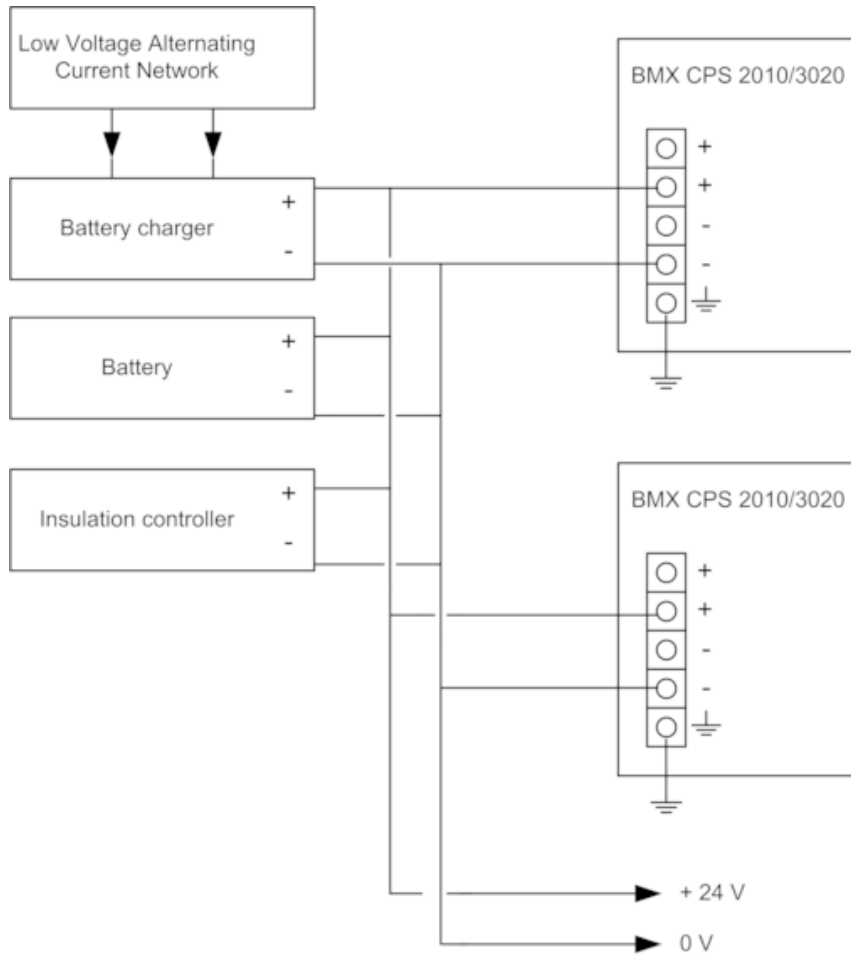 Low Voltage Alternating
Current Network
Battery charger
+
-
Battery
+
-
Insulation controller
+
-
BMX CPS 2010/3020
+
+
-
-
BMX CPS 2010/3020
+
+
-
-
+ 24 V
0 V